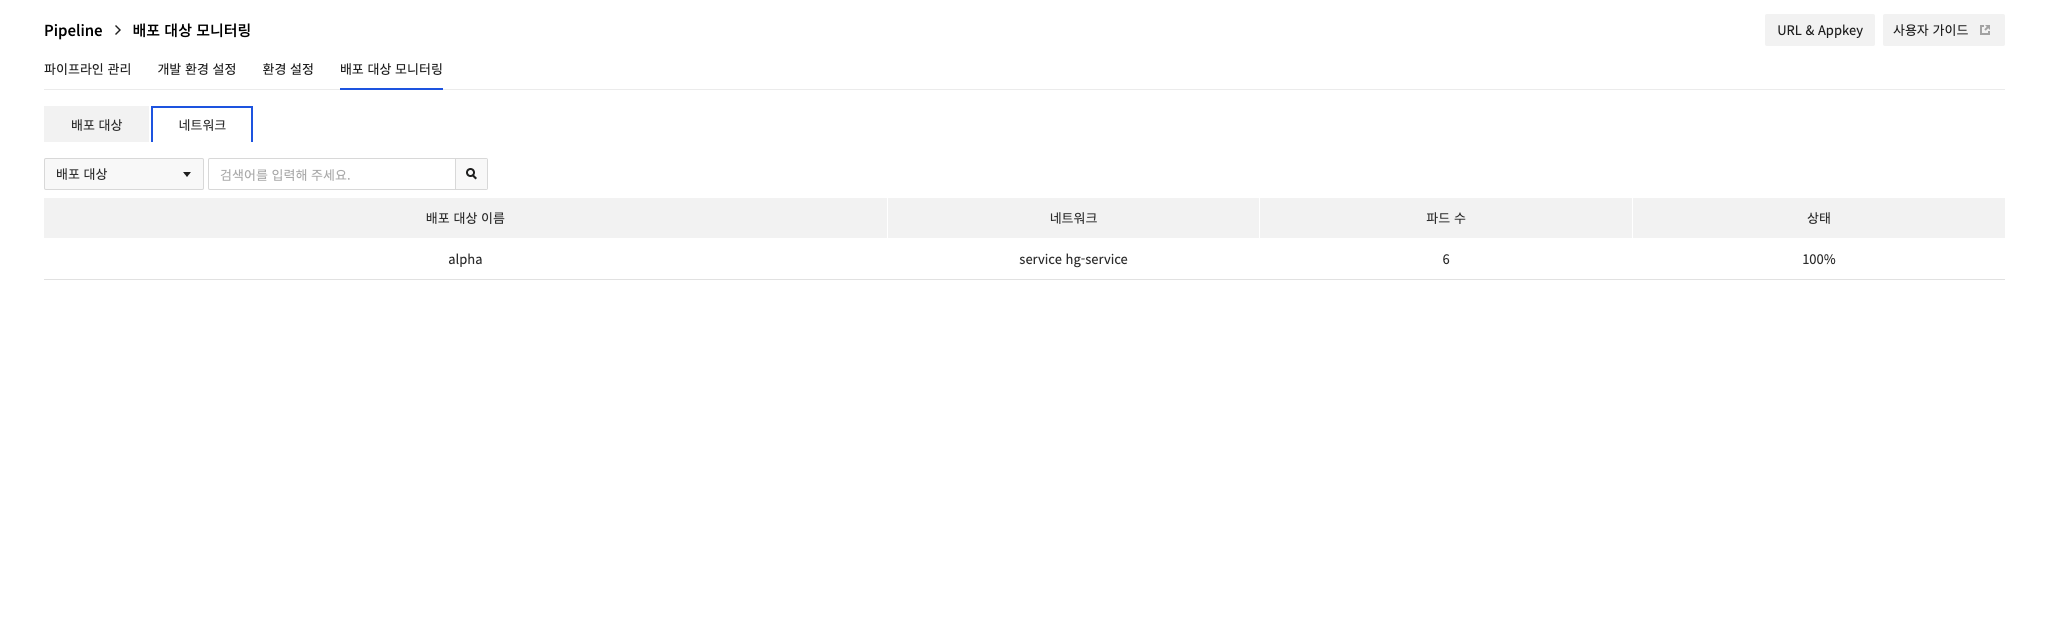 Pipeline > 배포 대상 모니터링
URL & Appkey
사용자 가이드
파이프라인 관리 개발 환경 설정 환경 설정 배포 대상 모니터링
배포 대상 네트워크
배포 대상 검색어를 입력해 주세요.
배포 대상 이름 네트워크 파드 수 상태
alpha service hg-service 6 100%